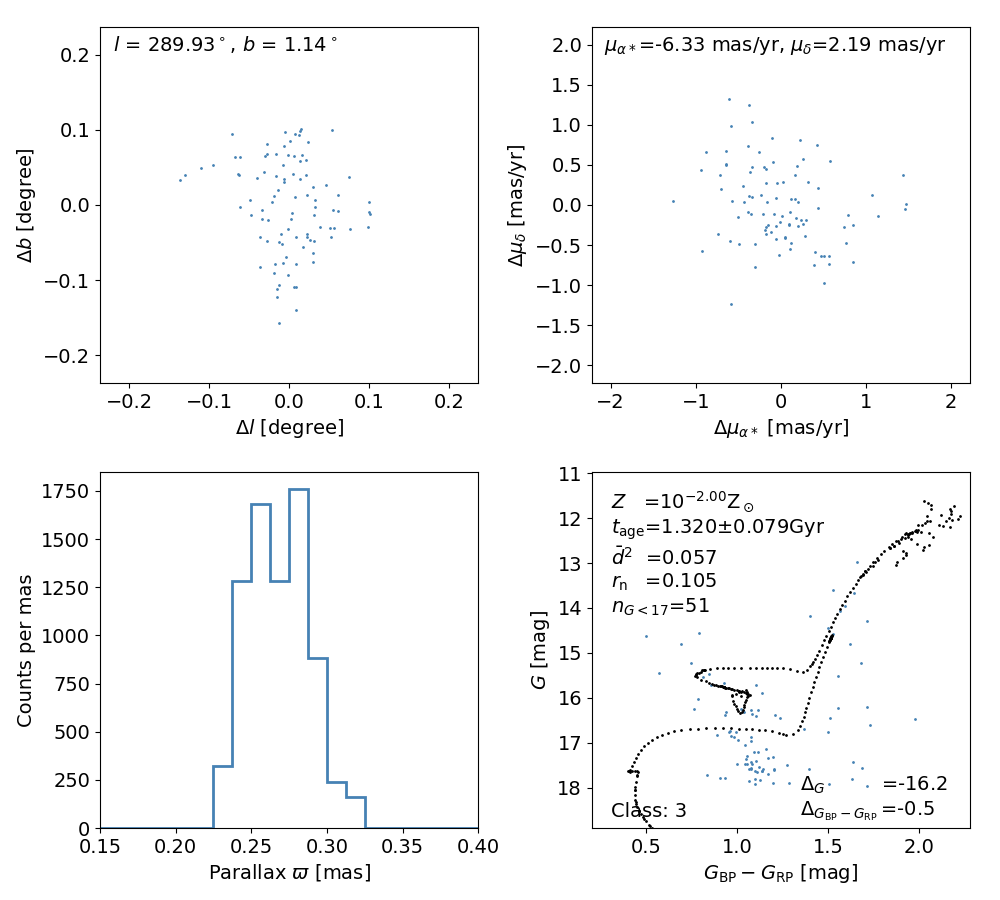 l = 289.93°, b = 1.14°
0.2
0.1
0.0
−0.1
−0.2
Δb [degree]
−0.2 −0.1 0.0 0.1 0.2
Δl [degree]
μα*=-6.33 mas/yr, μδ=2.19 mas/yr
2.0
1.5
1.0
0.5
0.0
−0.5
−1.0
−1.5
−2.0
Δμδ [mas/yr]
−2 −1 0 1 2
Δμα* [mas/yr]
1750
1500
1250
1000
750
500
250
0
Counts per mas
0.15 0.20 0.25 0.30 0.35 0.40
Parallax ϖ [mas]
11
12
13
14
15
16
17
18
G [mag]
Z =10^−2.00 Z⊙
tage=1.320±0.079Gyr
d̄² =0.057
rn =0.105
nG<17=51
ΔG =-16.2
Class: 3
ΔGBP−GRP=-0.5
0.5 1.0 1.5 2.0
GBP − GRP [mag]